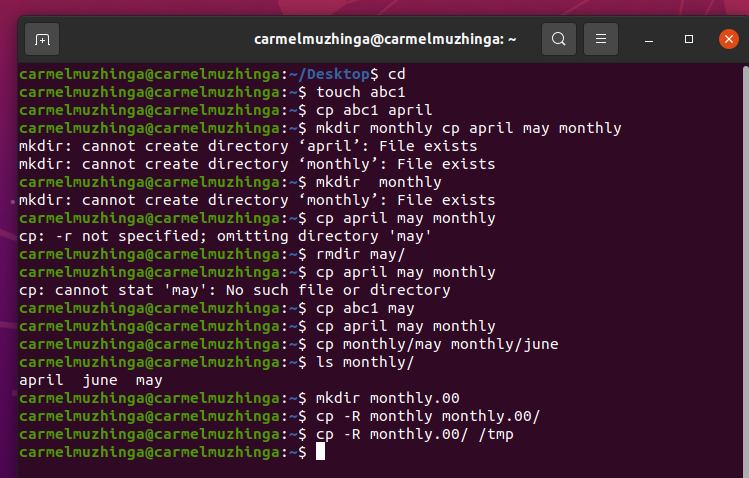 carmelmuzhinga@carmelmuzhinga: ~
carmelmuzhinga@carmelmuzhinga:~/Desktop$ cd
carmelmuzhinga@carmelmuzhinga:~$ touch abc1
carmelmuzhinga@carmelmuzhinga:~$ cp abc1 april
carmelmuzhinga@carmelmuzhinga:~$ mkdir monthly cp april may monthly
mkdir: cannot create directory ‘april’: File exists
mkdir: cannot create directory ‘monthly’: File exists
carmelmuzhinga@carmelmuzhinga:~$ mkdir  monthly
mkdir: cannot create directory ‘monthly’: File exists
carmelmuzhinga@carmelmuzhinga:~$ cp april may monthly
cp: -r not specified; omitting directory 'may'
carmelmuzhinga@carmelmuzhinga:~$ rmdir may/
carmelmuzhinga@carmelmuzhinga:~$ cp april may monthly
cp: cannot stat 'may': No such file or directory
carmelmuzhinga@carmelmuzhinga:~$ cp abc1 may
carmelmuzhinga@carmelmuzhinga:~$ cp april may monthly
carmelmuzhinga@carmelmuzhinga:~$ cp monthly/may monthly/june
carmelmuzhinga@carmelmuzhinga:~$ ls monthly/
april  june  may
carmelmuzhinga@carmelmuzhinga:~$ mkdir monthly.00
carmelmuzhinga@carmelmuzhinga:~$ cp -R monthly monthly.00/
carmelmuzhinga@carmelmuzhinga:~$ cp -R monthly.00/ /tmp
carmelmuzhinga@carmelmuzhinga:~$